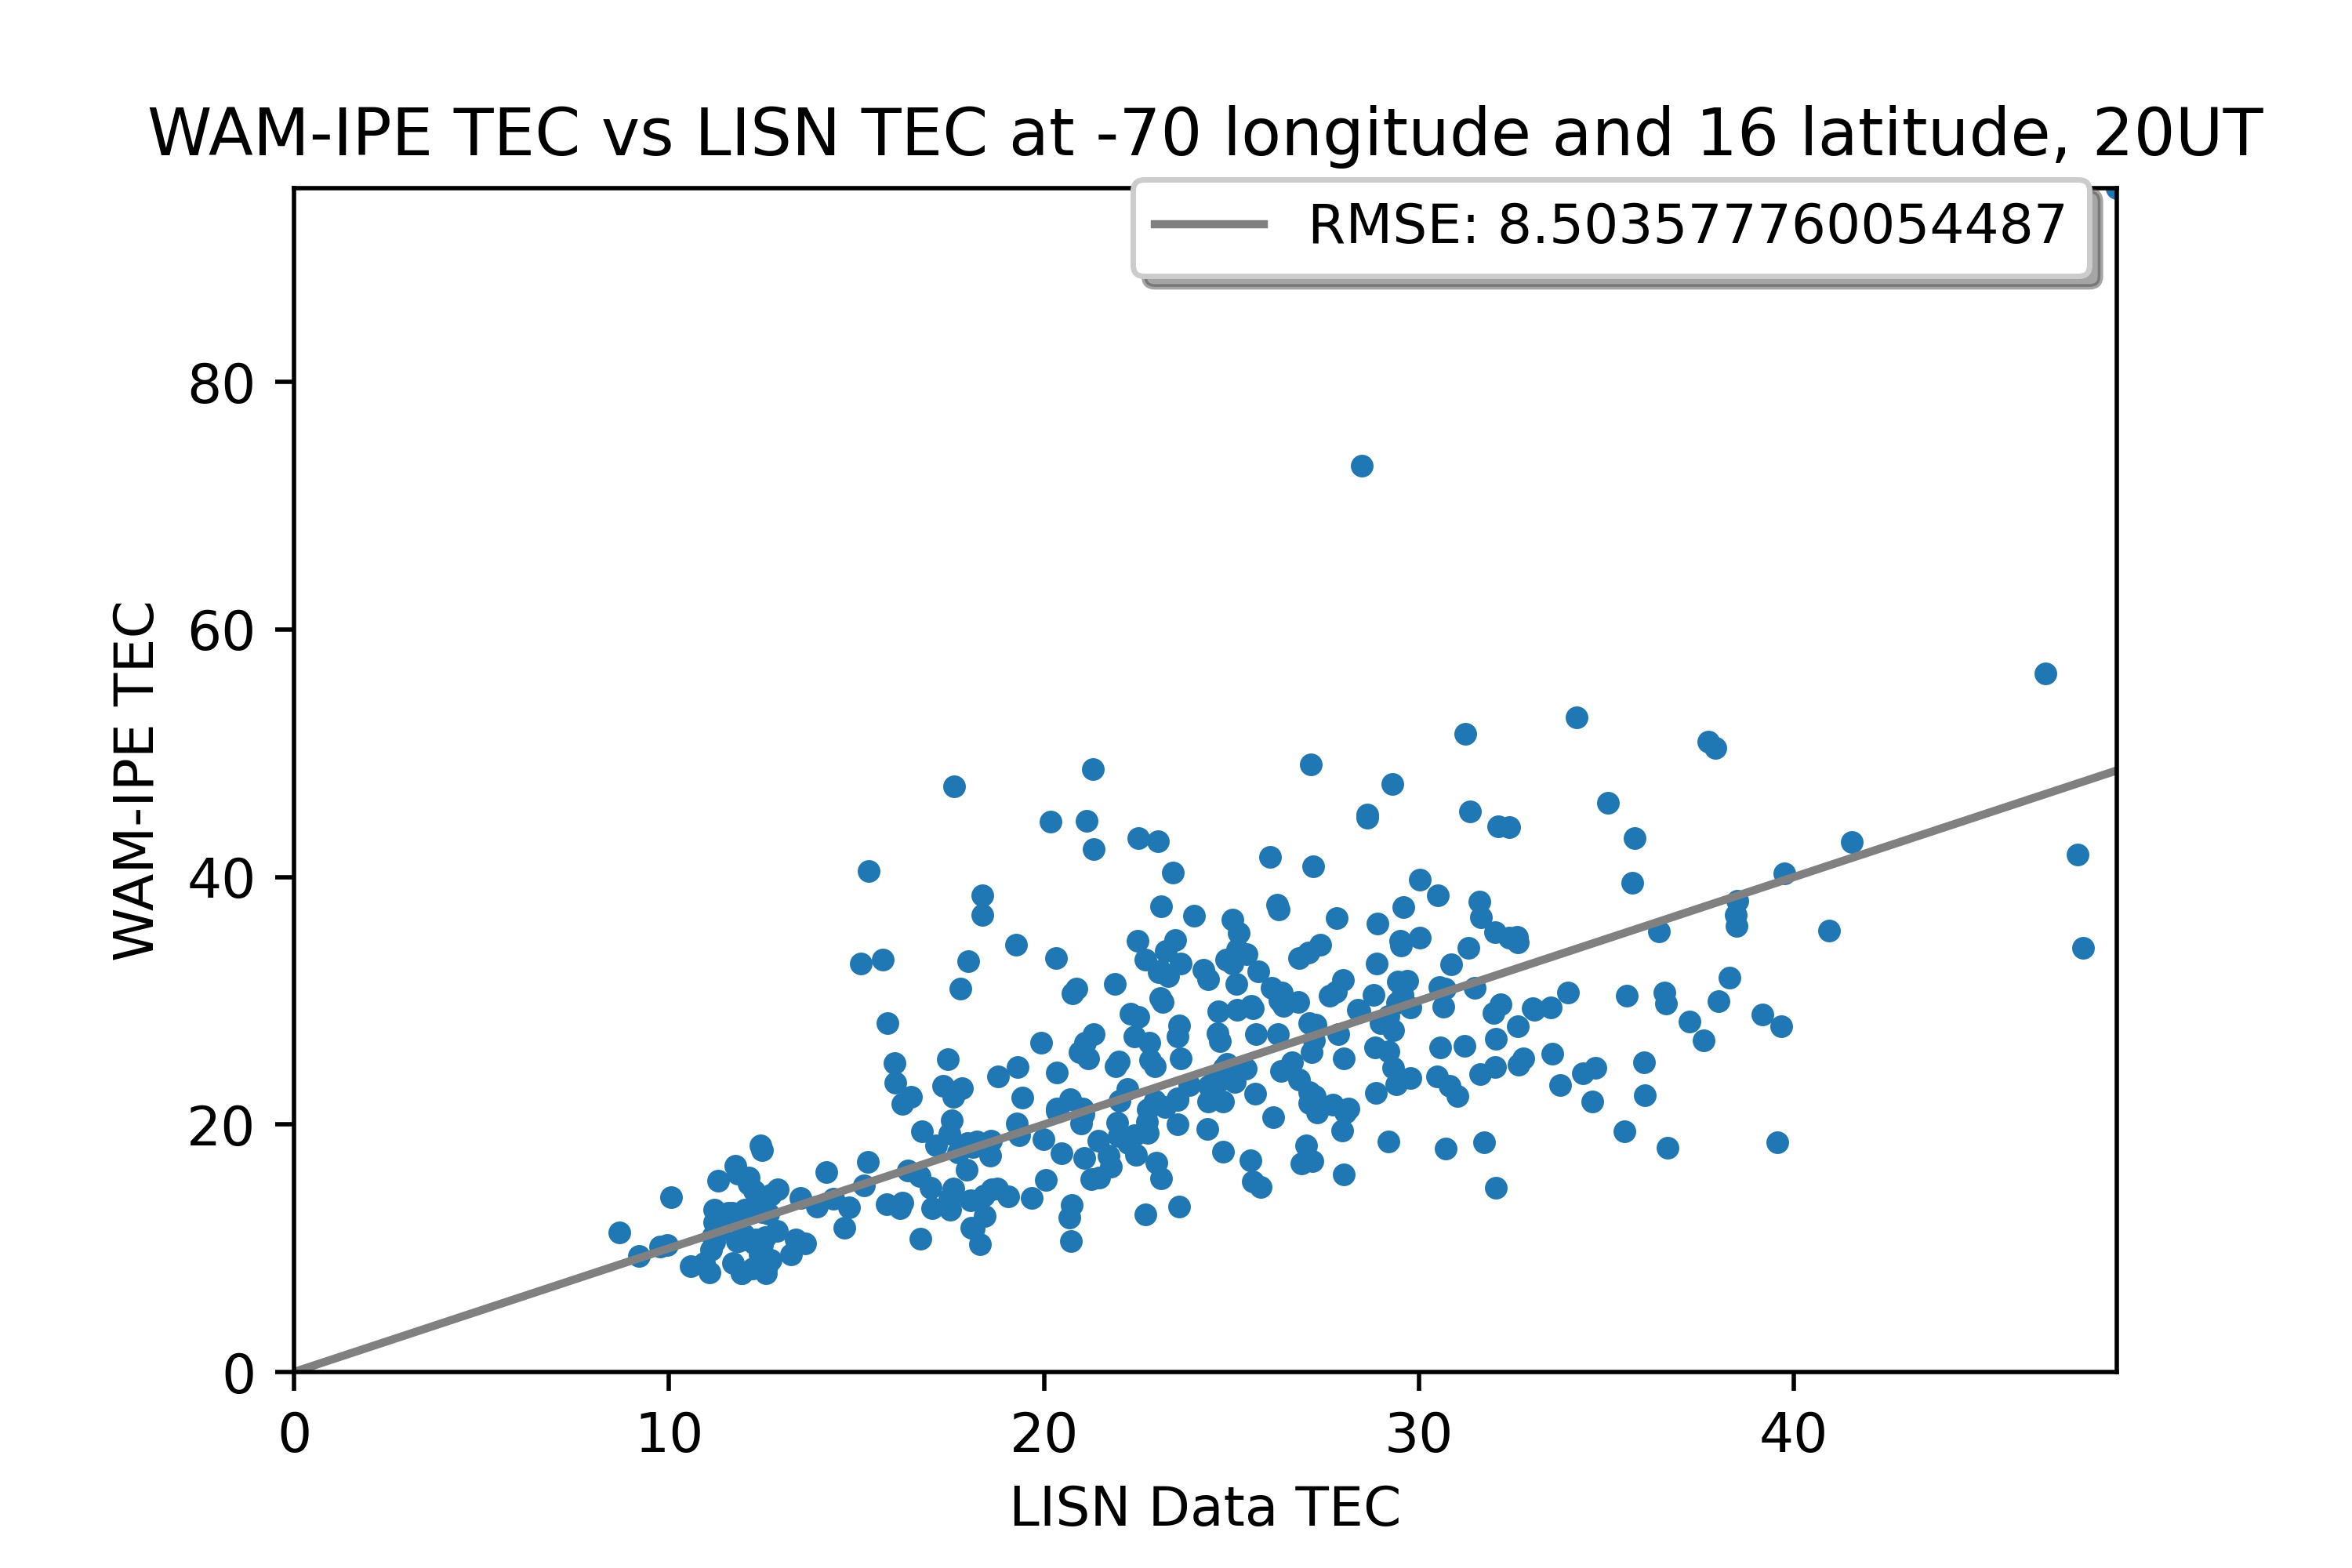 WAM-IPE TEC vs LISN TEC at -70 longitude and 16 latitude, 20UT
RMSE: 8.503577760054487
80
60
40
20
0
WAM-IPE TEC
0 10 20 30 40
LISN Data TEC